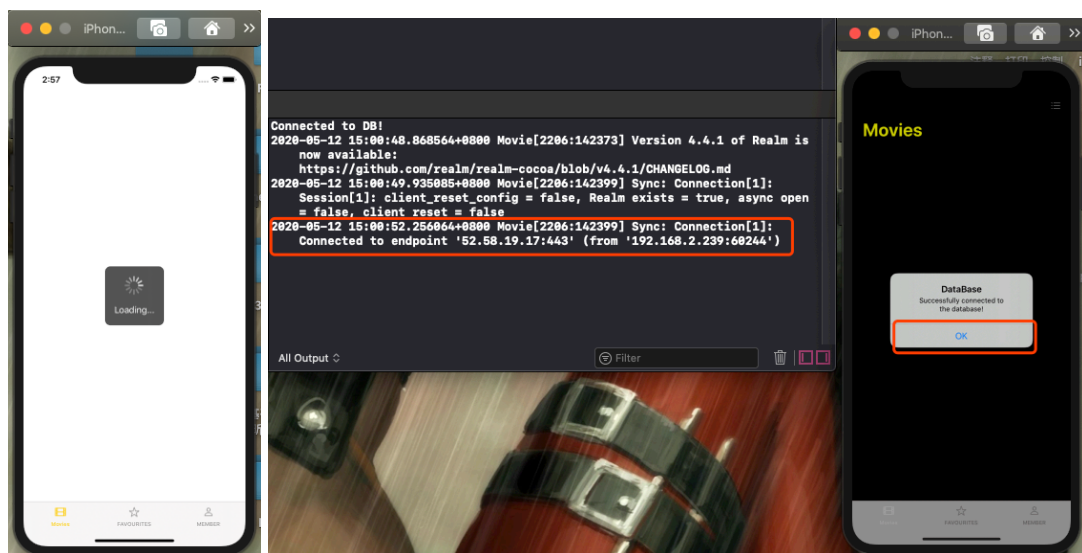 iPhon...
2:57
Loading...
Movies
FAVOURITES
MEMBER
Connected to DB!
2020-05-12 15:00:48.868564+0800 Movie[2206:142373] Version 4.4.1 of Realm is
now available:
https://github.com/realm/realm-cocoa/blob/v4.4.1/CHANGELOG.md
2020-05-12 15:00:49.935085+0800 Movie[2206:142399] Sync: Connection[1]:
Session[1]: client_reset_config = false, Realm exists = true, async open
= false, client reset = false
2020-05-12 15:00:52.256064+0800 Movie[2206:142399] Sync: Connection[1]:
Connected to endpoint '52.58.19.17:443' (from '192.168.2.239:60244')
All Output
Filter
iPhon...
Movies
DataBase
Successfully connected to
the database!
OK
Movies
FAVOURITES
MEMBER